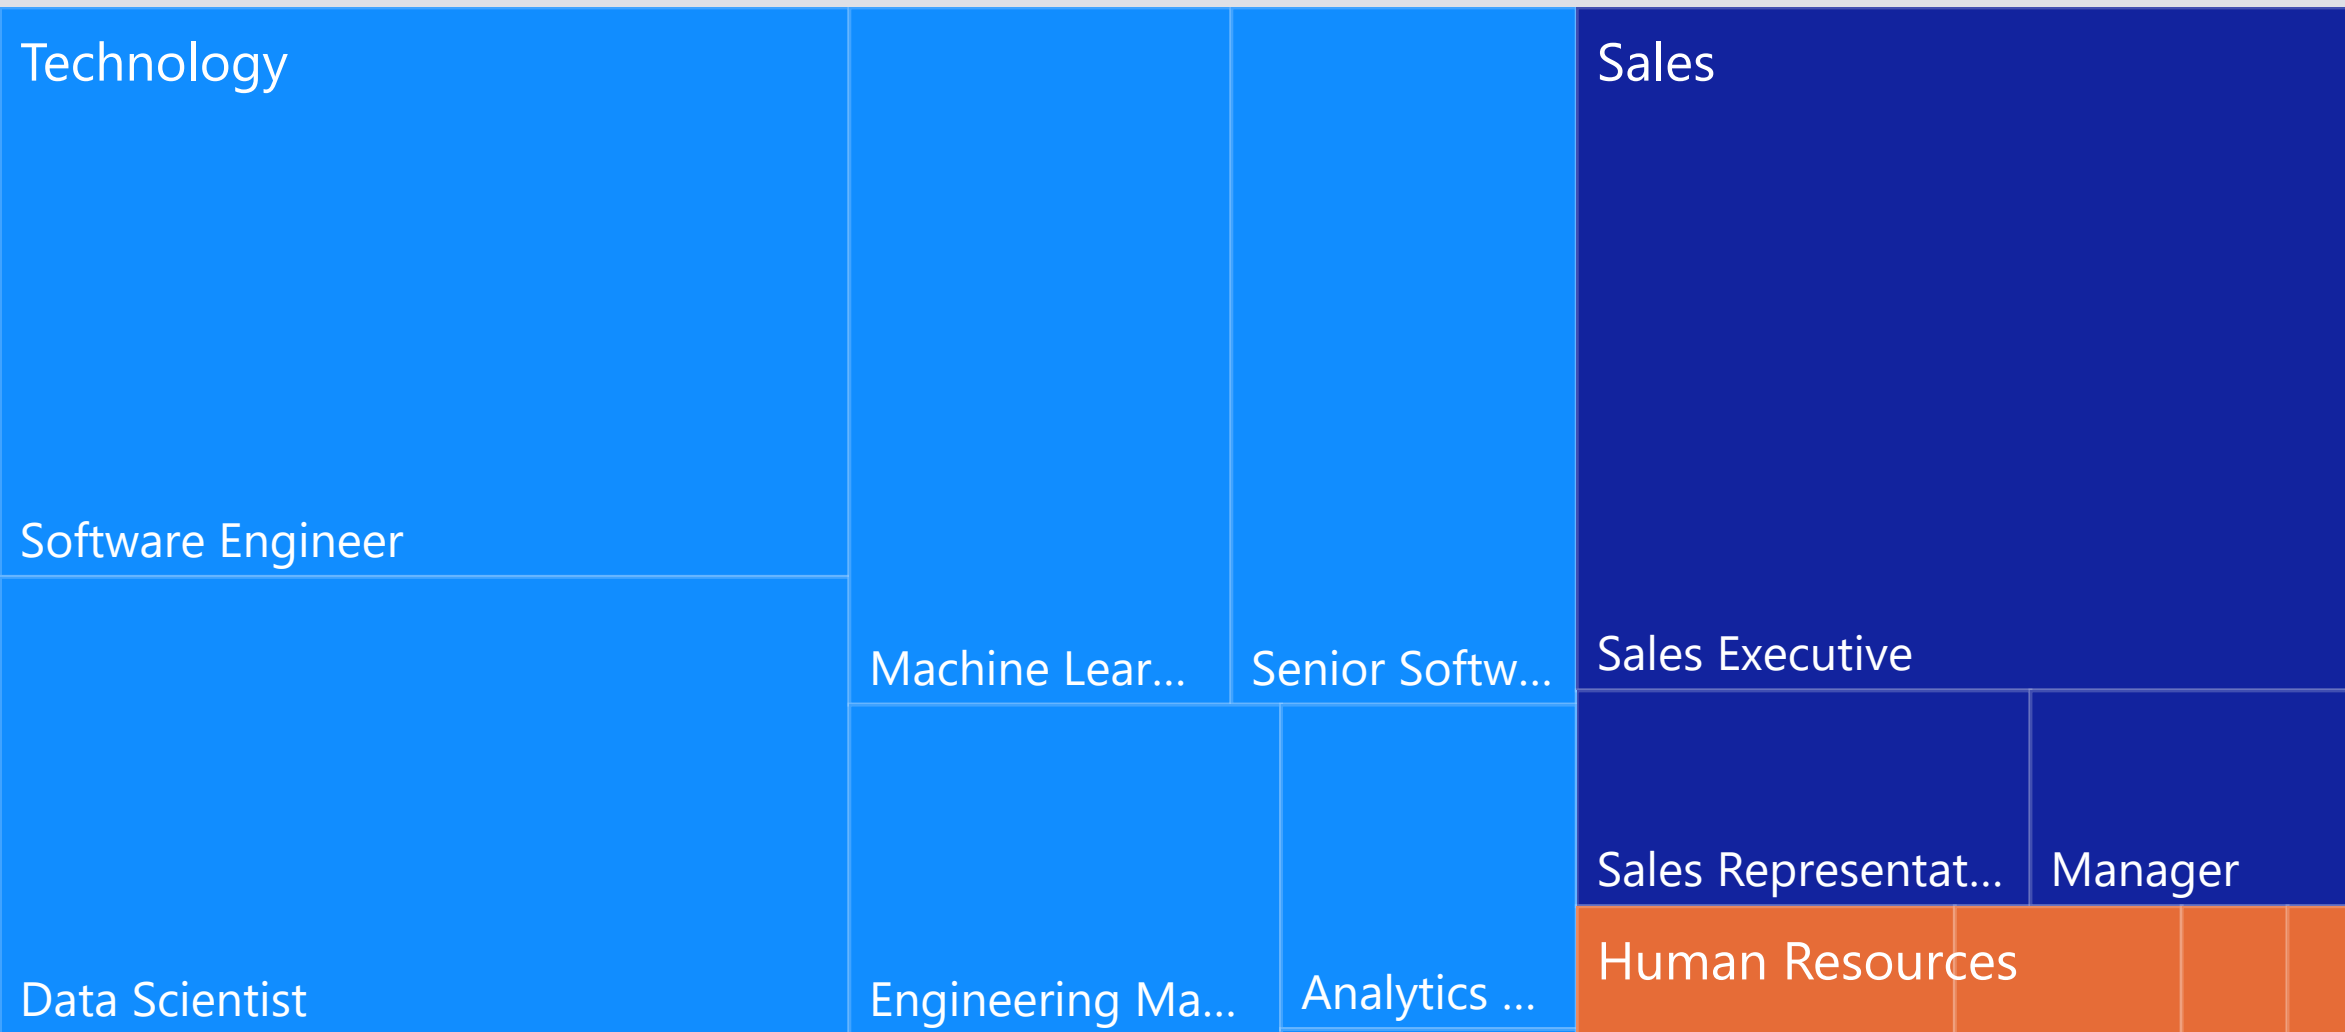 Technology
Software Engineer
Data Scientist
Machine Lear...
Senior Softw...
Engineering Ma...
Analytics ...
Sales
Sales Executive
Sales Representat...
Manager
Human Resources